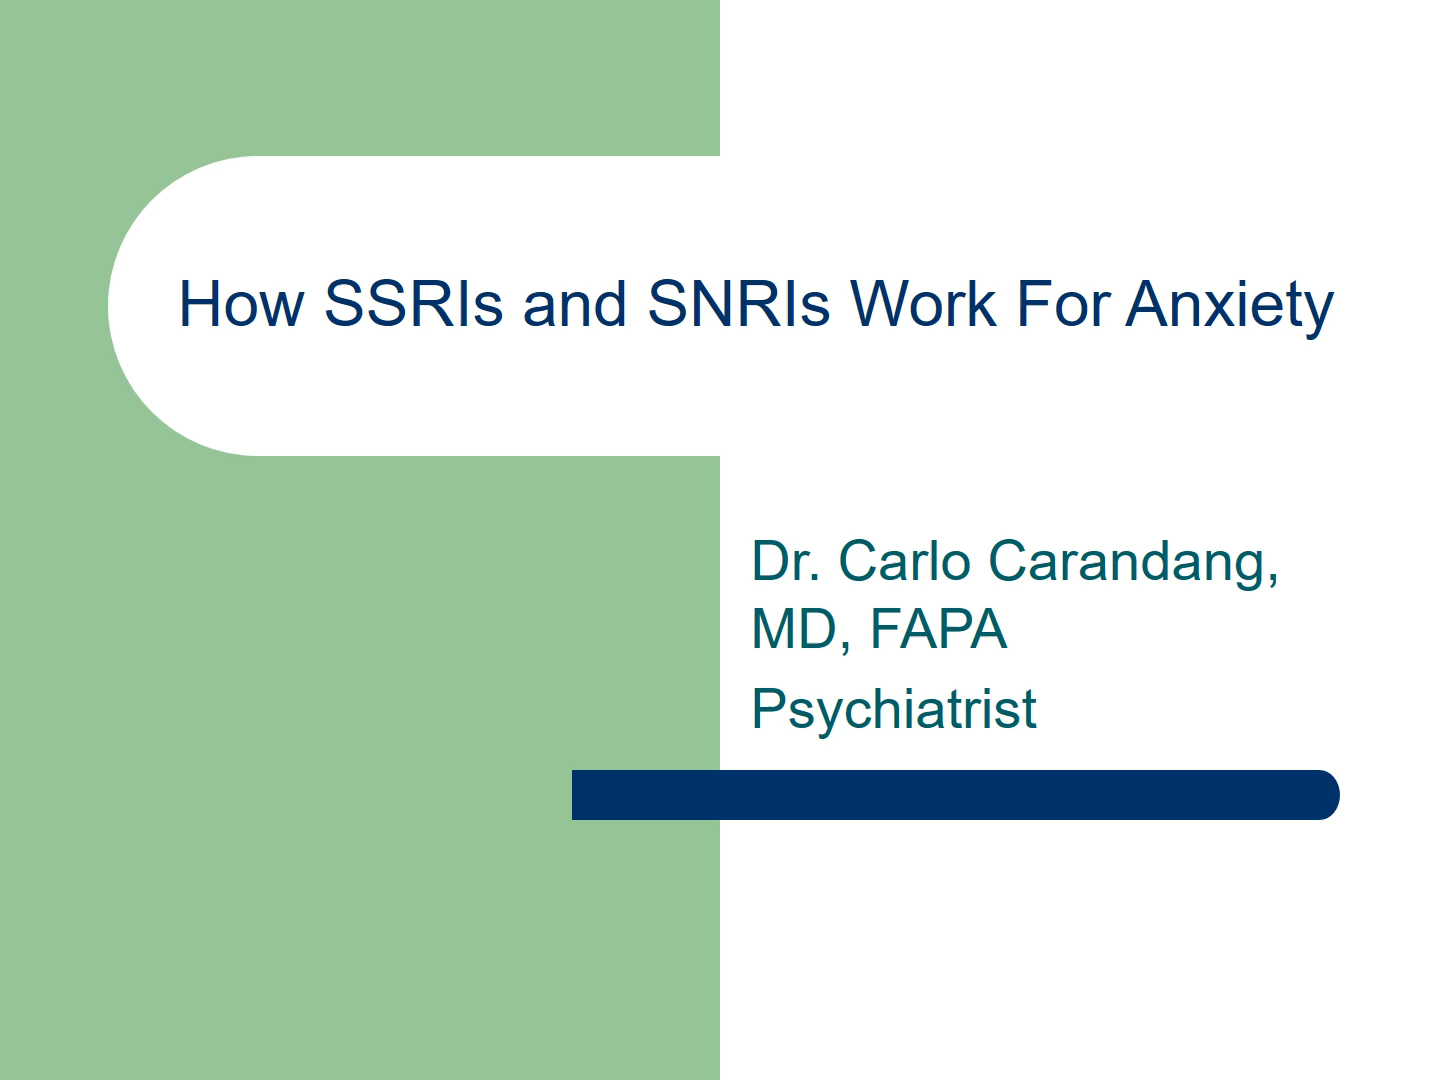 How SSRIs and SNRIs Work For Anxiety
Dr. Carlo Carandang,
MD, FAPA
Psychiatrist